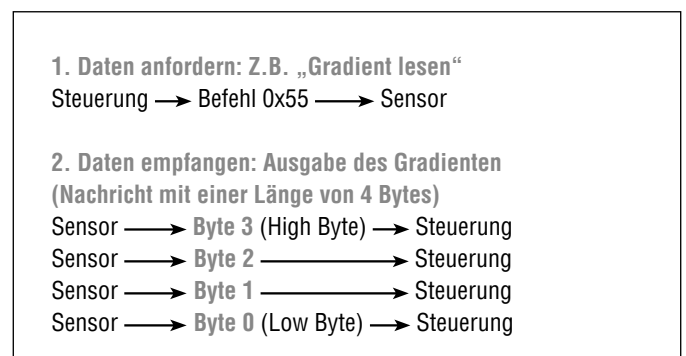 1. Daten anfordern: Z.B. „Gradient lesen“
Steuerung → Befehl 0x55 → Sensor
2. Daten empfangen: Ausgabe des Gradienten
(Nachricht mit einer Länge von 4 Bytes)
Sensor → Byte 3 (High Byte) → Steuerung
Sensor → Byte 2 → Steuerung
Sensor → Byte 1 → Steuerung
Sensor → Byte 0 (Low Byte) → Steuerung